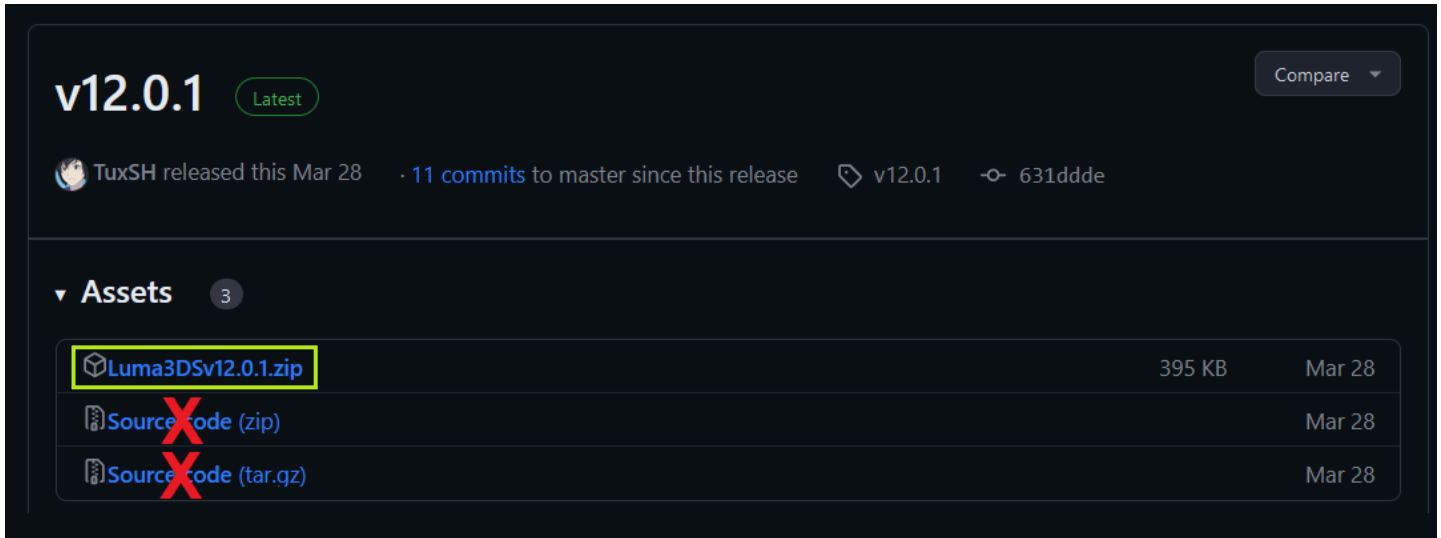 v12.0.1 Latest Compare
TuxSH released this Mar 28 · 11 commits to master since this release v12.0.1 631ddde
Assets 3
Luma3DSv12.0.1.zip 395 KB Mar 28
Source code (zip) Mar 28
Source code (tar.gz) Mar 28